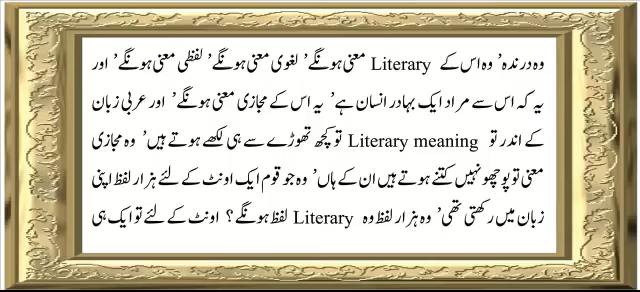 وہ درندہ’ وہ اس کے Literary معنی ہونگے’ لغوی معنی ہونگے’ لفظی معنی ہونگے’ اور
یہ کہ اس سے مراد ایک بہادر انسان ہے’ یہ اس کے مجازی معنی ہونگے’ اور عربی زبان
کے اندر تو Literary meaning تو کچھ تھوڑے سے ہی لکھے ہوتے ہیں’ وہ مجازی
معنی تو پوچھو نہیں کتنے ہوتے ہیں ان کے ہاں’ وہ جو قوم ایک اونٹ کے لئے ہزار لفظ اپنی
زبان میں رکھتی تھی’ وہ ہزار لفظ وہ Literary لفظ ہونگے؟ اونٹ کے لئے تو ایک ہی